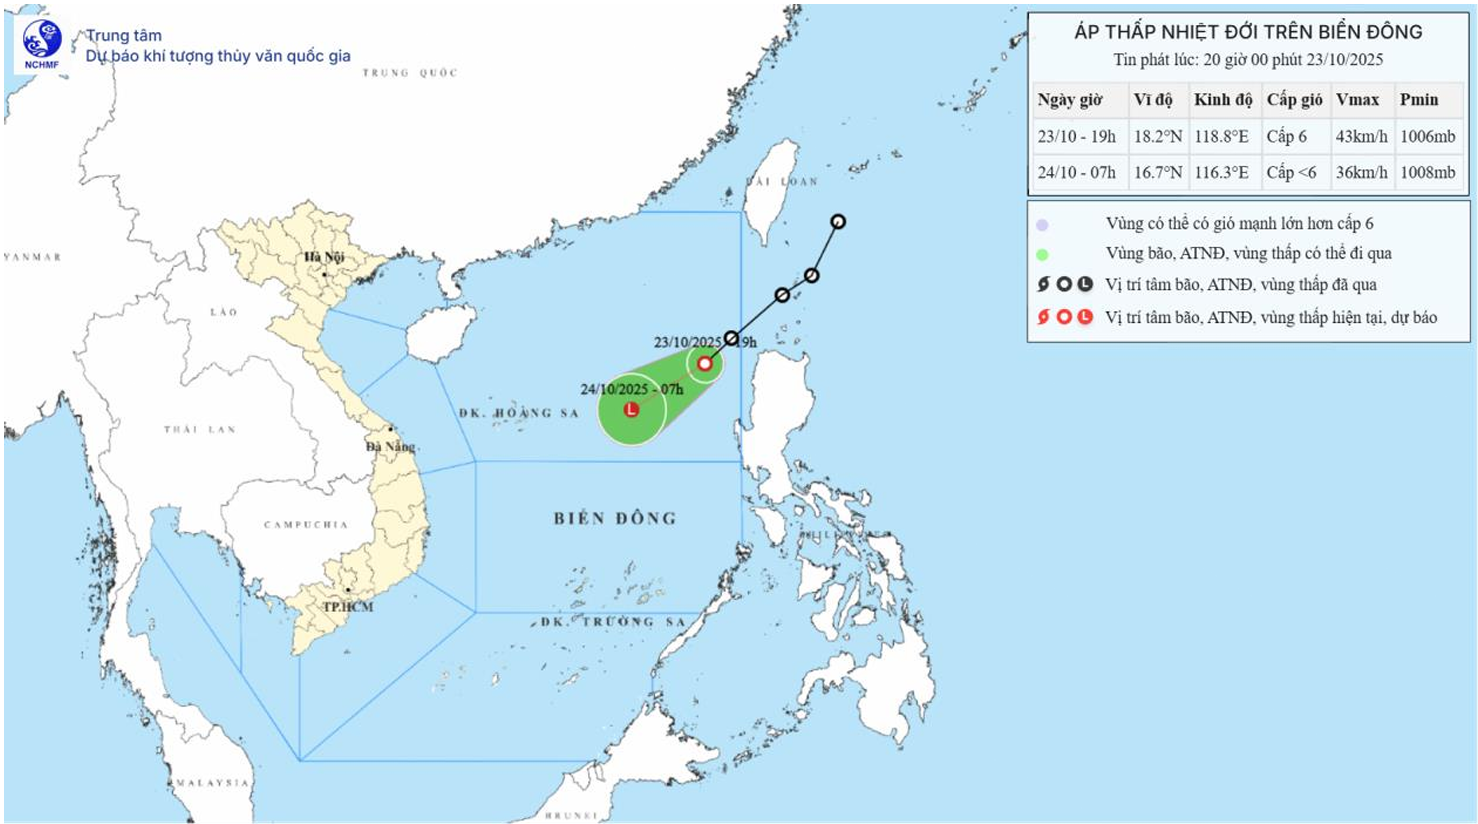 Trung tâm
Dự báo khí tượng thủy văn quốc gia
NCHMF
ÁP THẤP NHIỆT ĐỚI TRÊN BIỂN ĐÔNG
Tin phát lúc: 20 giờ 00 phút 23/10/2025
Ngày giờ Vĩ độ Kinh độ Cấp gió Vmax Pmin
23/10 - 19h 18.2°N 118.8°E Cấp 6 43km/h 1006mb
24/10 - 07h 16.7°N 116.3°E Cấp <6 36km/h 1008mb
Vùng có thể có gió mạnh lớn hơn cấp 6
Vùng bão, ATNĐ, vùng thấp có thể đi qua
L Vị trí tâm bão, ATNĐ, vùng thấp đã qua
L Vị trí tâm bão, ATNĐ, vùng thấp hiện tại, dự báo
TRUNG QUỐC
ĐÀI LOAN
YANMAR
Hà Nội
LÀO
23/10/2025 - 19h
24/10/2025 - 07h
L
ĐK. HOÀNG SA
THÁI LAN
Đà Nẵng
BIỂN ĐÔNG
CAMPUCHIA
TP.HCM
ĐK. TRƯỜNG SA
MALAYSIA
BRUNEI